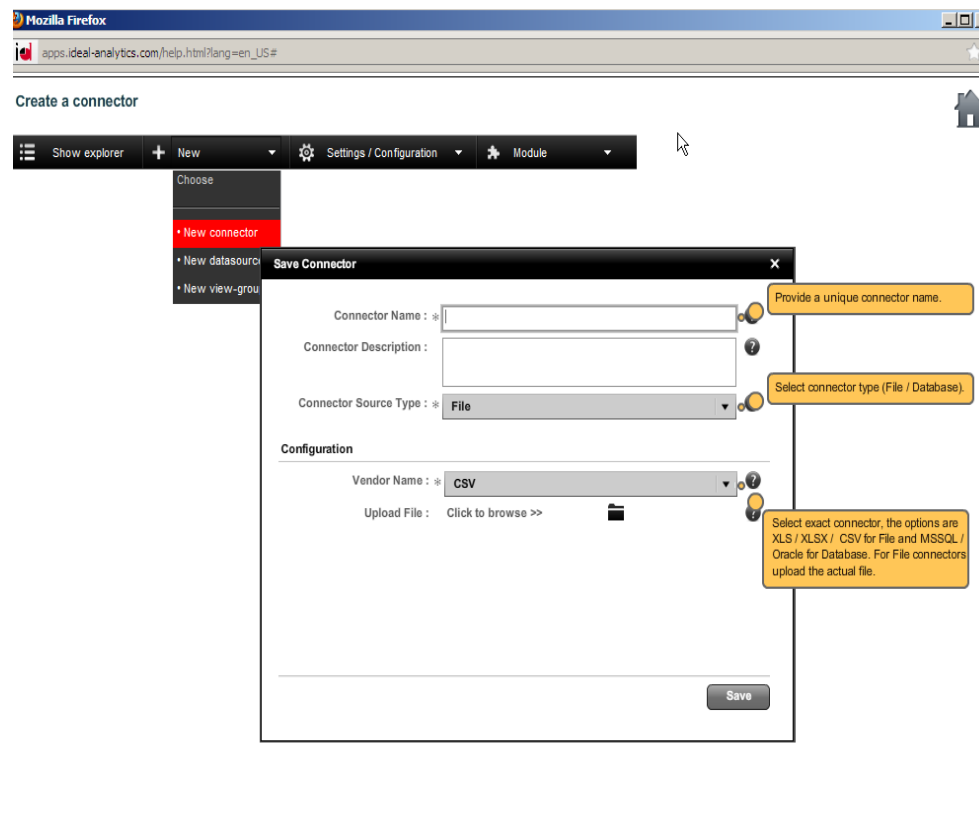 Mozilla Firefox
apps.ideal-analytics.com/help.html?lang=en_US#
Create a connector
Show explorer
New
Settings / Configuration
Module
Choose
• New connector
• New datasourc
• New view-grou
Save Connector
Connector Name : *
Provide a unique connector name.
Connector Description :
Connector Source Type : *
File
Select connector type (File / Database).
Configuration
Vendor Name : *
CSV
Upload File :
Click to browse >>
Select exact connector, the options are
XLS / XLSX / CSV for File and MSSQL /
Oracle for Database. For File connectors
upload the actual file.
Save